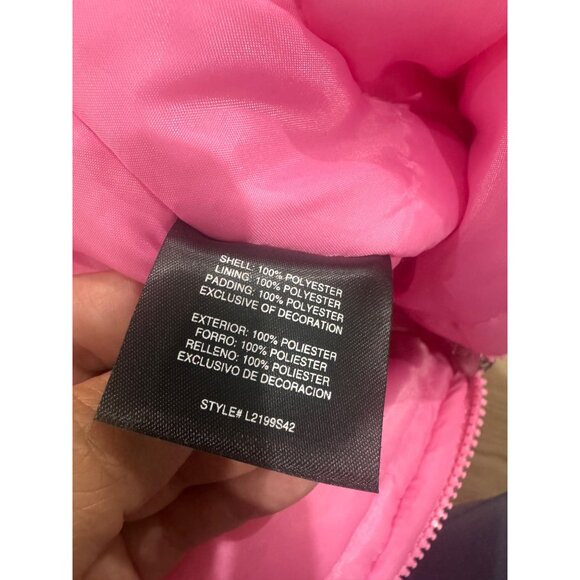 SHELL: 100% POLYESTER
LINING: 100% POLYESTER
PADDING: 100% POLYESTER
EXCLUSIVE OF DECORATION
EXTERIOR: 100% POLIESTER
FORRO: 100% POLIESTER
RELLENO: 100% POLIESTER
EXCLUSIVO DE DECORACION
STYLE# L2199S42